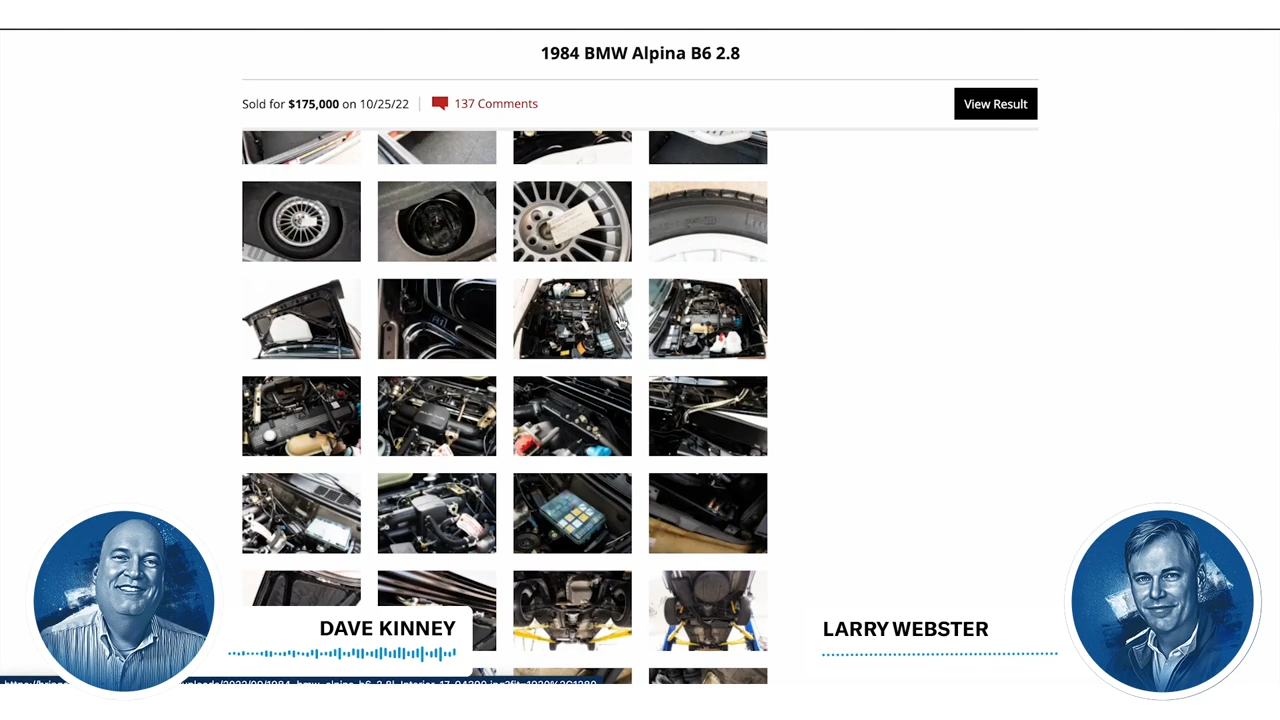 1984 BMW Alpina B6 2.8
Sold for $175,000 on 10/25/22
137 Comments
View Result
DAVE KINNEY
LARRY WEBSTER